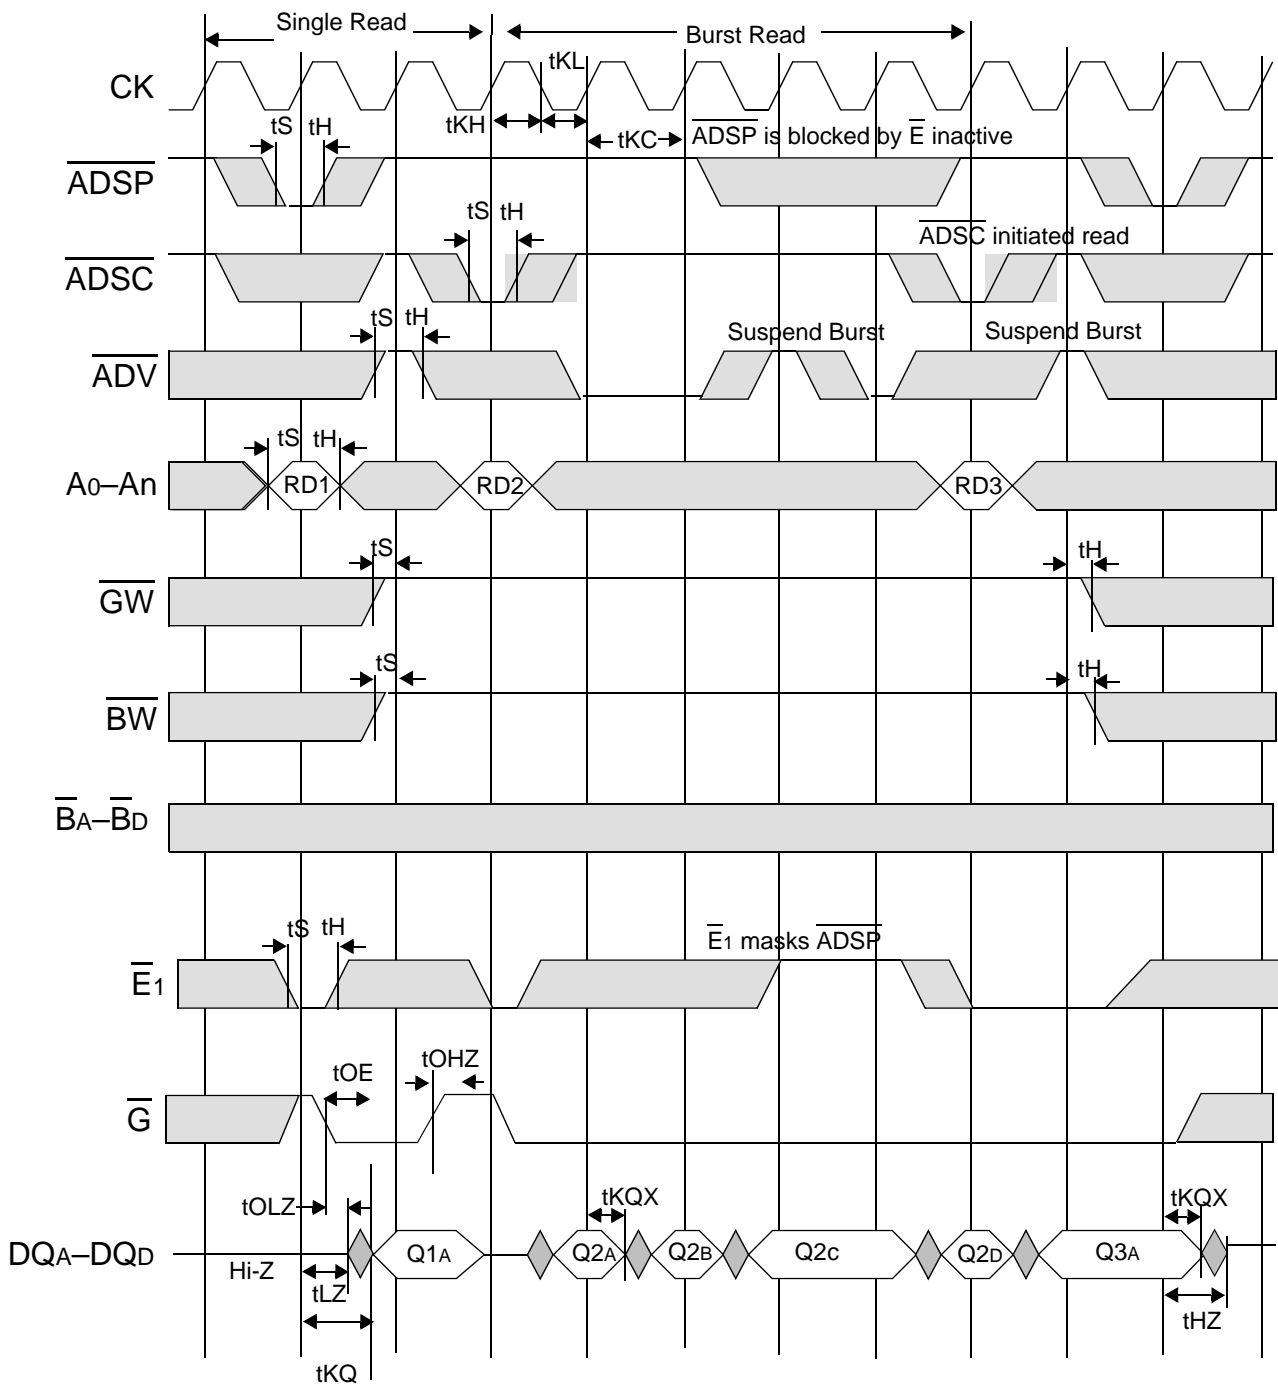 Single Read
Burst Read
CK
tKL
tKH
tKC
tS tH
ADSP is blocked by E inactive
ADSP
tS tH
ADSC initiated read
ADSC
tS tH
Suspend Burst
Suspend Burst
ADV
tS tH
A0–An
RD1
RD2
RD3
tS
tH
GW
tS
tH
BW
BA–BD
tS tH
E1 masks ADSP
E1
tOE
tOHZ
G
tOLZ
tKQX
tKQX
DQA–DQD
Q1A
Q2A
Q2B
Q2c
Q2D
Q3A
Hi-Z
tLZ
tHZ
tKQ